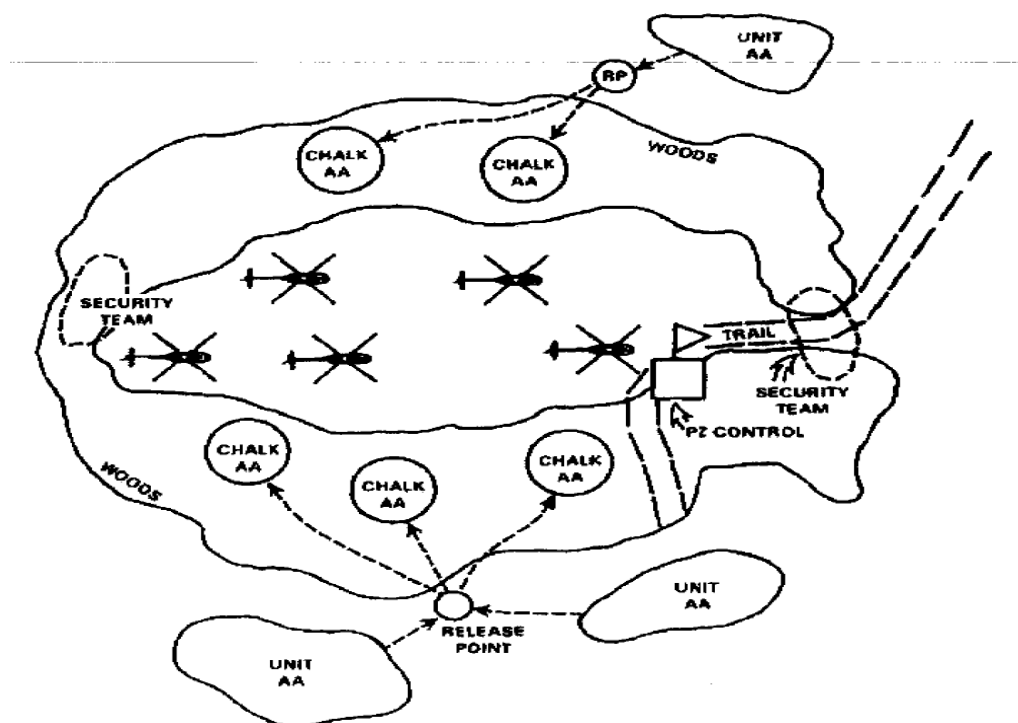 UNIT
AA
RP
CHALK
AA
CHALK
AA
WOODS
SECURITY
TEAM
TRAIL
SECURITY
TEAM
PZ CONTROL
CHALK
AA
CHALK
AA
CHALK
AA
WOODS
UNIT
AA
RELEASE
POINT
UNIT
AA